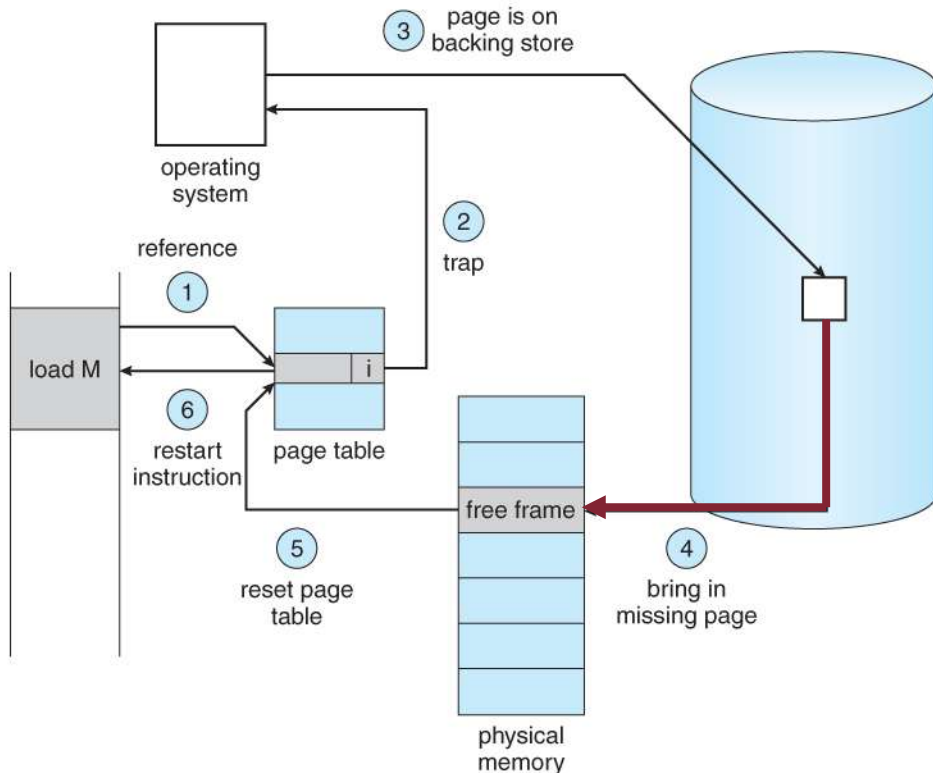 3
page is on
backing store
operating
system
2
trap
reference
1
load M
i
6
restart
instruction
page table
free frame
5
reset page
table
4
bring in
missing page
physical
memory